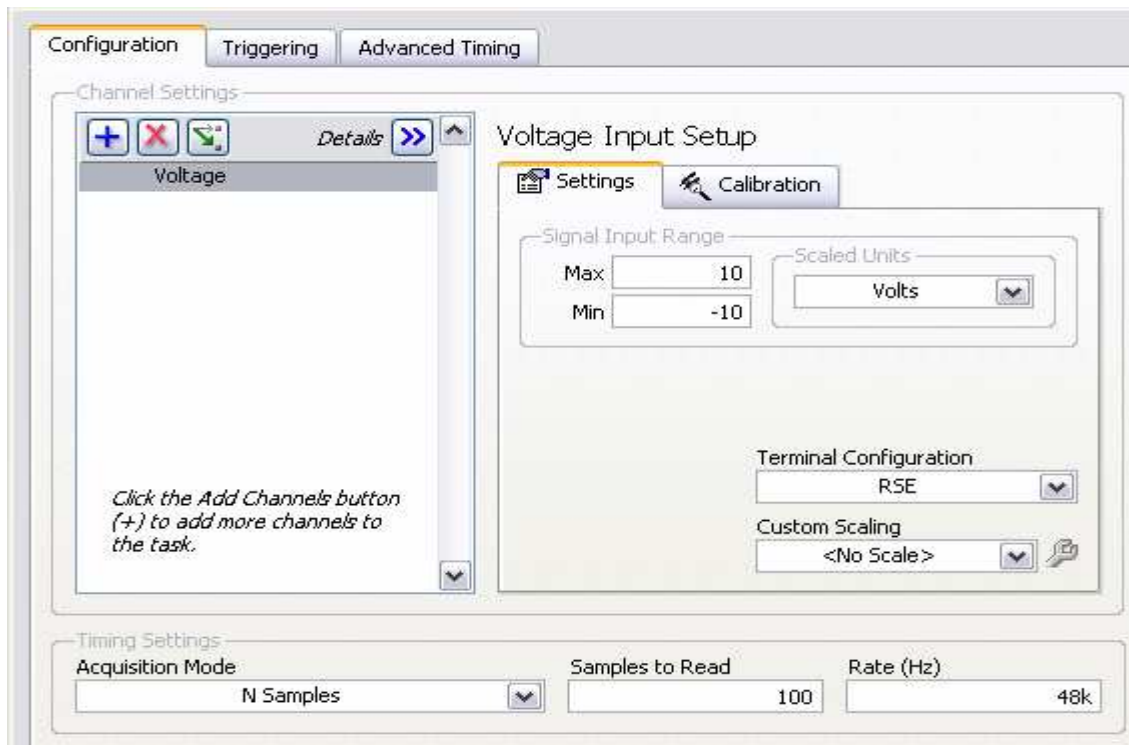 Configuration Triggering Advanced Timing
Channel Settings
Details
Voltage
Click the Add Channels button
(+) to add more channels to
the task.
Voltage Input Setup
Settings Calibration
Signal Input Range
Max 10
Min -10
Scaled Units
Volts
Terminal Configuration
RSE
Custom Scaling
<No Scale>
Timing Settings
Acquisition Mode Samples to Read Rate (Hz)
N Samples 100 48k